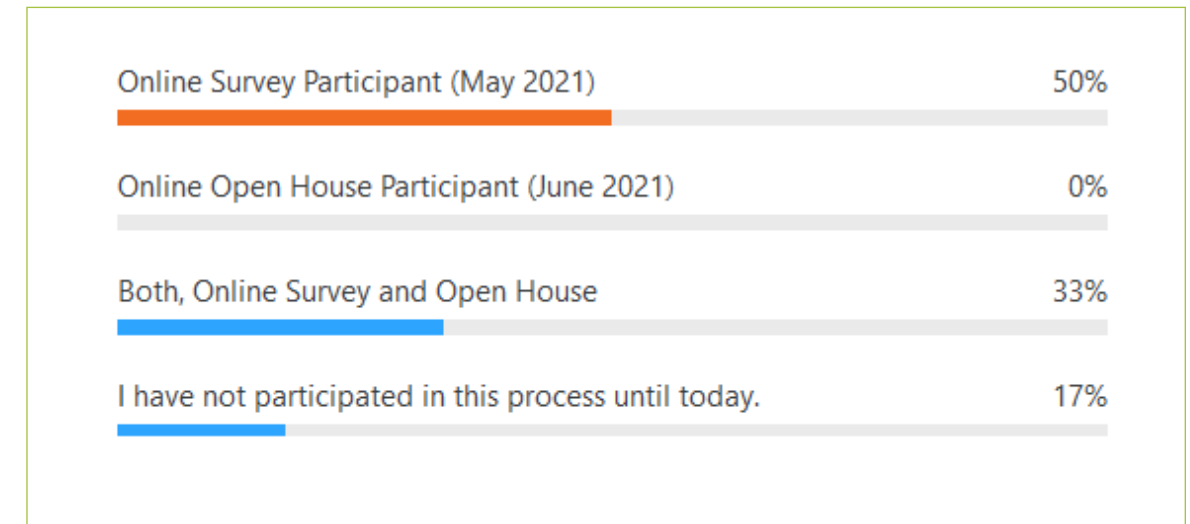 Online Survey Participant (May 2021) 50%
Online Open House Participant (June 2021) 0%
Both, Online Survey and Open House 33%
I have not participated in this process until today. 17%